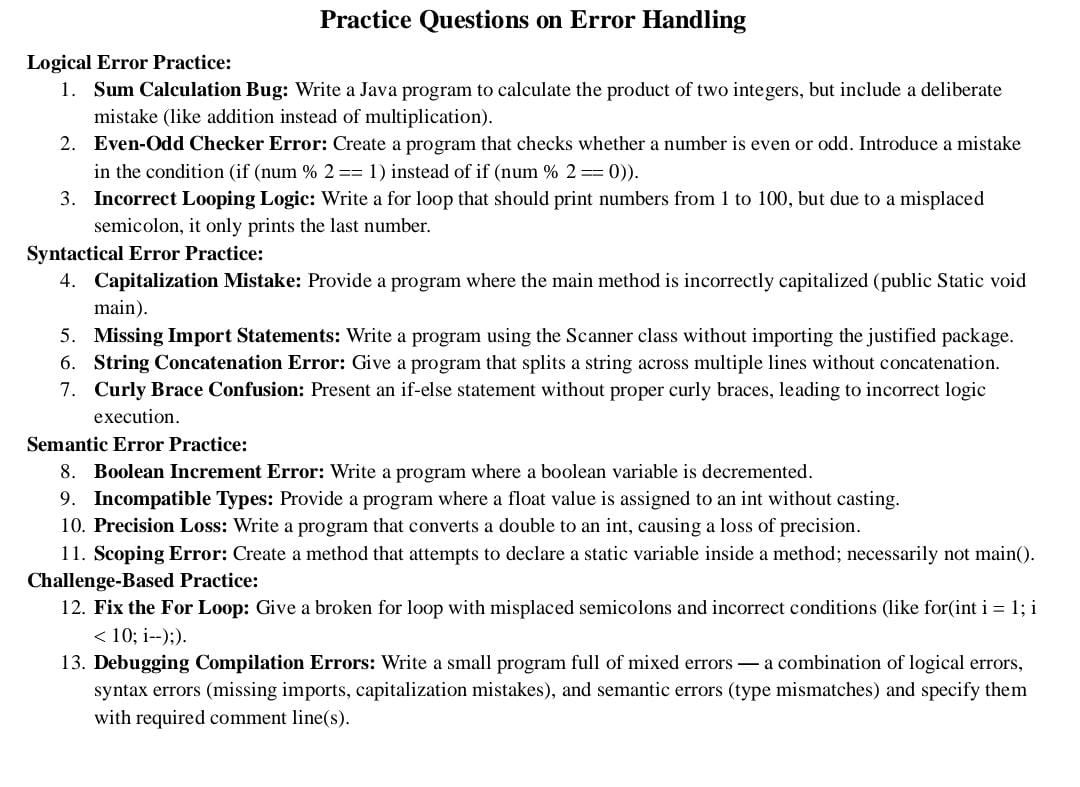 Practice Questions on Error Handling
Logical Error Practice:
1. Sum Calculation Bug: Write a Java program to calculate the product of two integers, but include a deliberate
mistake (like addition instead of multiplication).
2. Even-Odd Checker Error: Create a program that checks whether a number is even or odd. Introduce a mistake
in the condition (if (num % 2 == 1) instead of if (num % 2 == 0)).
3. Incorrect Looping Logic: Write a for loop that should print numbers from 1 to 100, but due to a misplaced
semicolon, it only prints the last number.
Syntactical Error Practice:
4. Capitalization Mistake: Provide a program where the main method is incorrectly capitalized (public Static void
main).
5. Missing Import Statements: Write a program using the Scanner class without importing the justified package.
6. String Concatenation Error: Give a program that splits a string across multiple lines without concatenation.
7. Curly Brace Confusion: Present an if-else statement without proper curly braces, leading to incorrect logic
execution.
Semantic Error Practice:
8. Boolean Increment Error: Write a program where a boolean variable is decremented.
9. Incompatible Types: Provide a program where a float value is assigned to an int without casting.
10. Precision Loss: Write a program that converts a double to an int, causing a loss of precision.
11. Scoping Error: Create a method that attempts to declare a static variable inside a method; necessarily not main().
Challenge-Based Practice:
12. Fix the For Loop: Give a broken for loop with misplaced semicolons and incorrect conditions (like for(int i = 1; i
< 10; i--);).
13. Debugging Compilation Errors: Write a small program full of mixed errors — a combination of logical errors,
syntax errors (missing imports, capitalization mistakes), and semantic errors (type mismatches) and specify them
with required comment line(s).